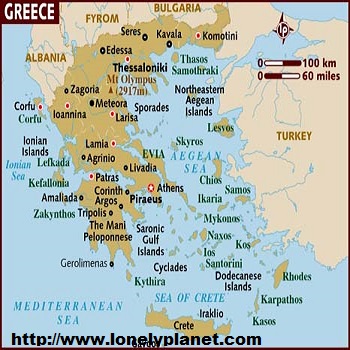 GREECE
BULGARIA
FYROM
ALBANIA
Seres
Kavala
Komotini
Edessa
Thessaloniki
Thasos
Samothraki
0 100 km
0 60 miles
Zagoria
Mt Olympus
(2917m)
Corfu
Corfu
Meteora
Ioannina
Larisa
Sporades
Northeastern
Aegean
Islands
TURKEY
Ionian
Islands
Lamia
Lesvos
Skyros
Ionian
Sea
Lefkada
Agrinio
EVIA
AEGEAN
SEA
Livadia
Kefallonia
Patras
Athens
Chios
Samos
Corinth
Piraeus
Ikaria
Amaliada
Argos
Zakynthos
Tripolis
Mykonos
The Mani
Peloponnese
Saronic
Gulf
Islands
Naxos
Kos
Ios
Santorini
Gerolimenas
Cyclades
Dodecanese
Islands
Rhodes
Kythira
SEA OF CRETE
Karpathos
MEDITERRANEAN
SEA
Iraklio
Kasos
Crete
http://www.lonelyplanet.com